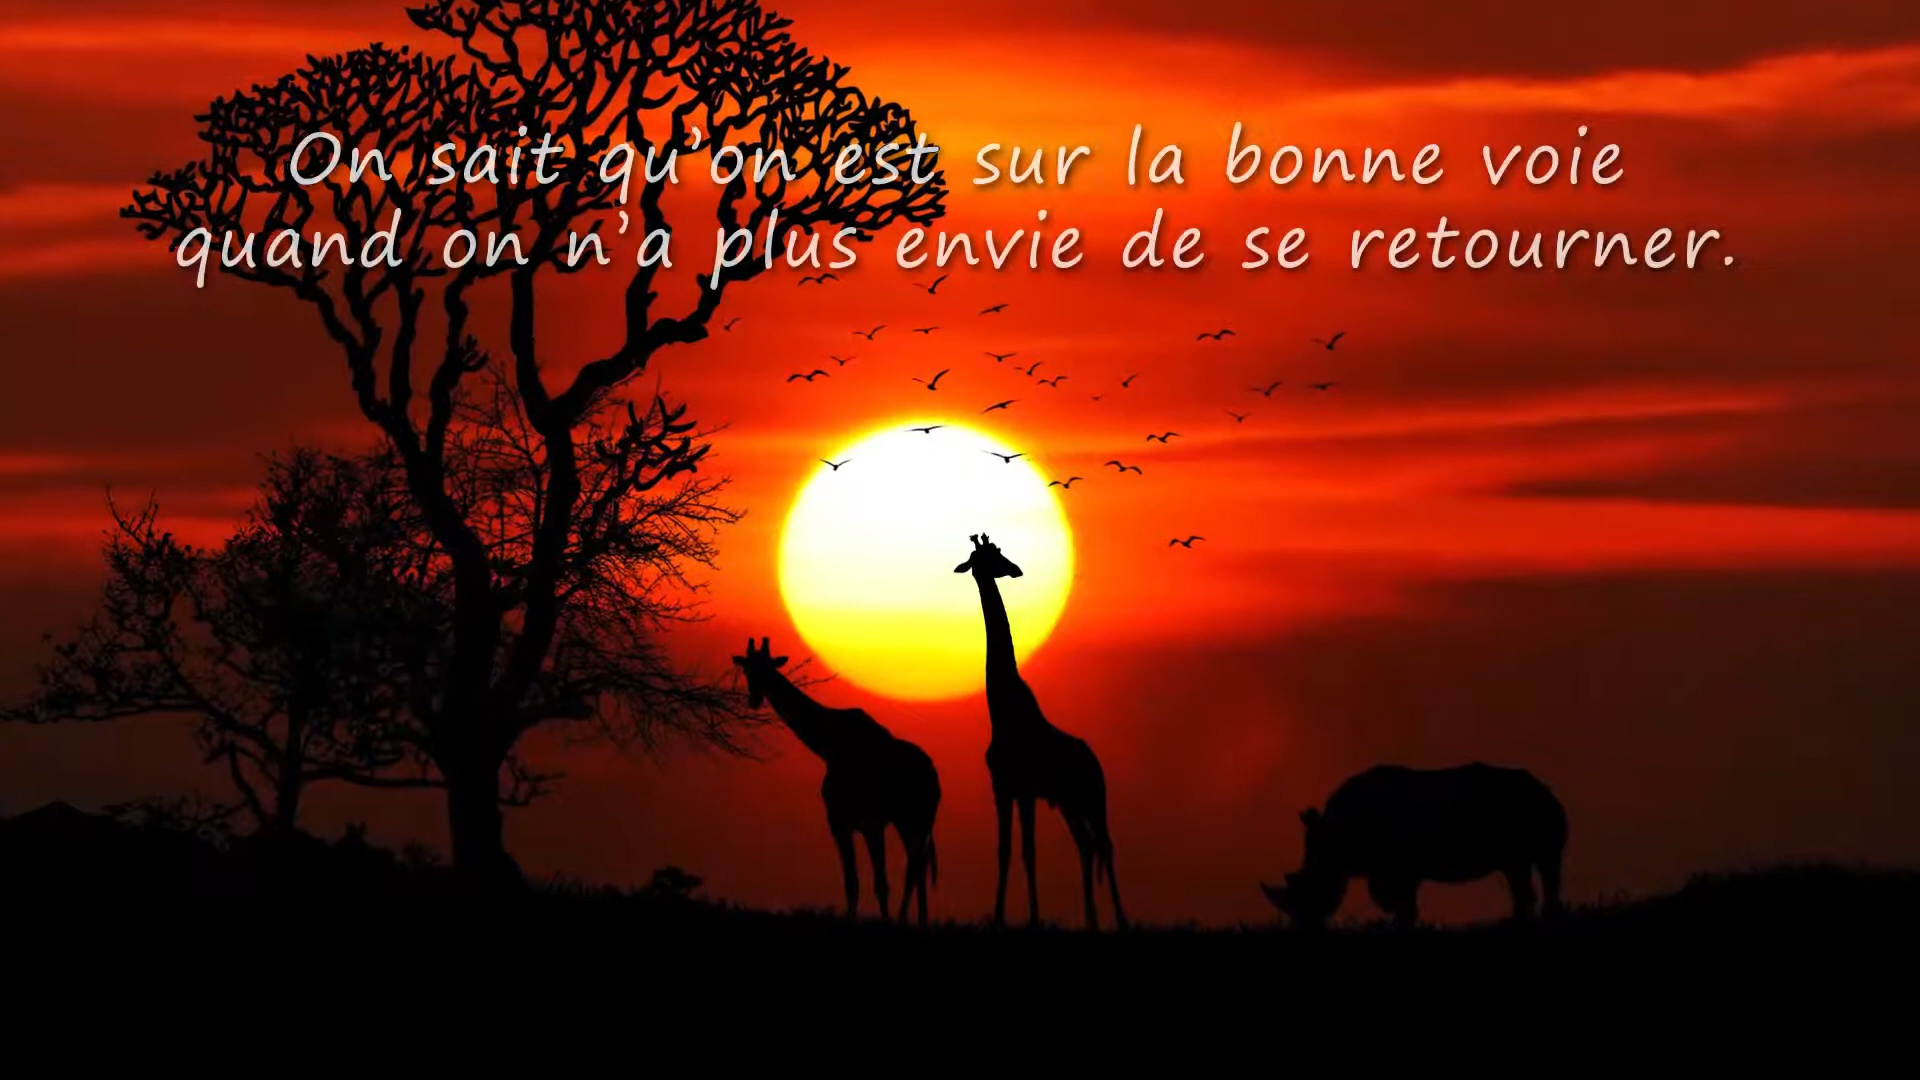 On sait qu’on est sur la bonne voie
quand on n’a plus envie de se retourner.